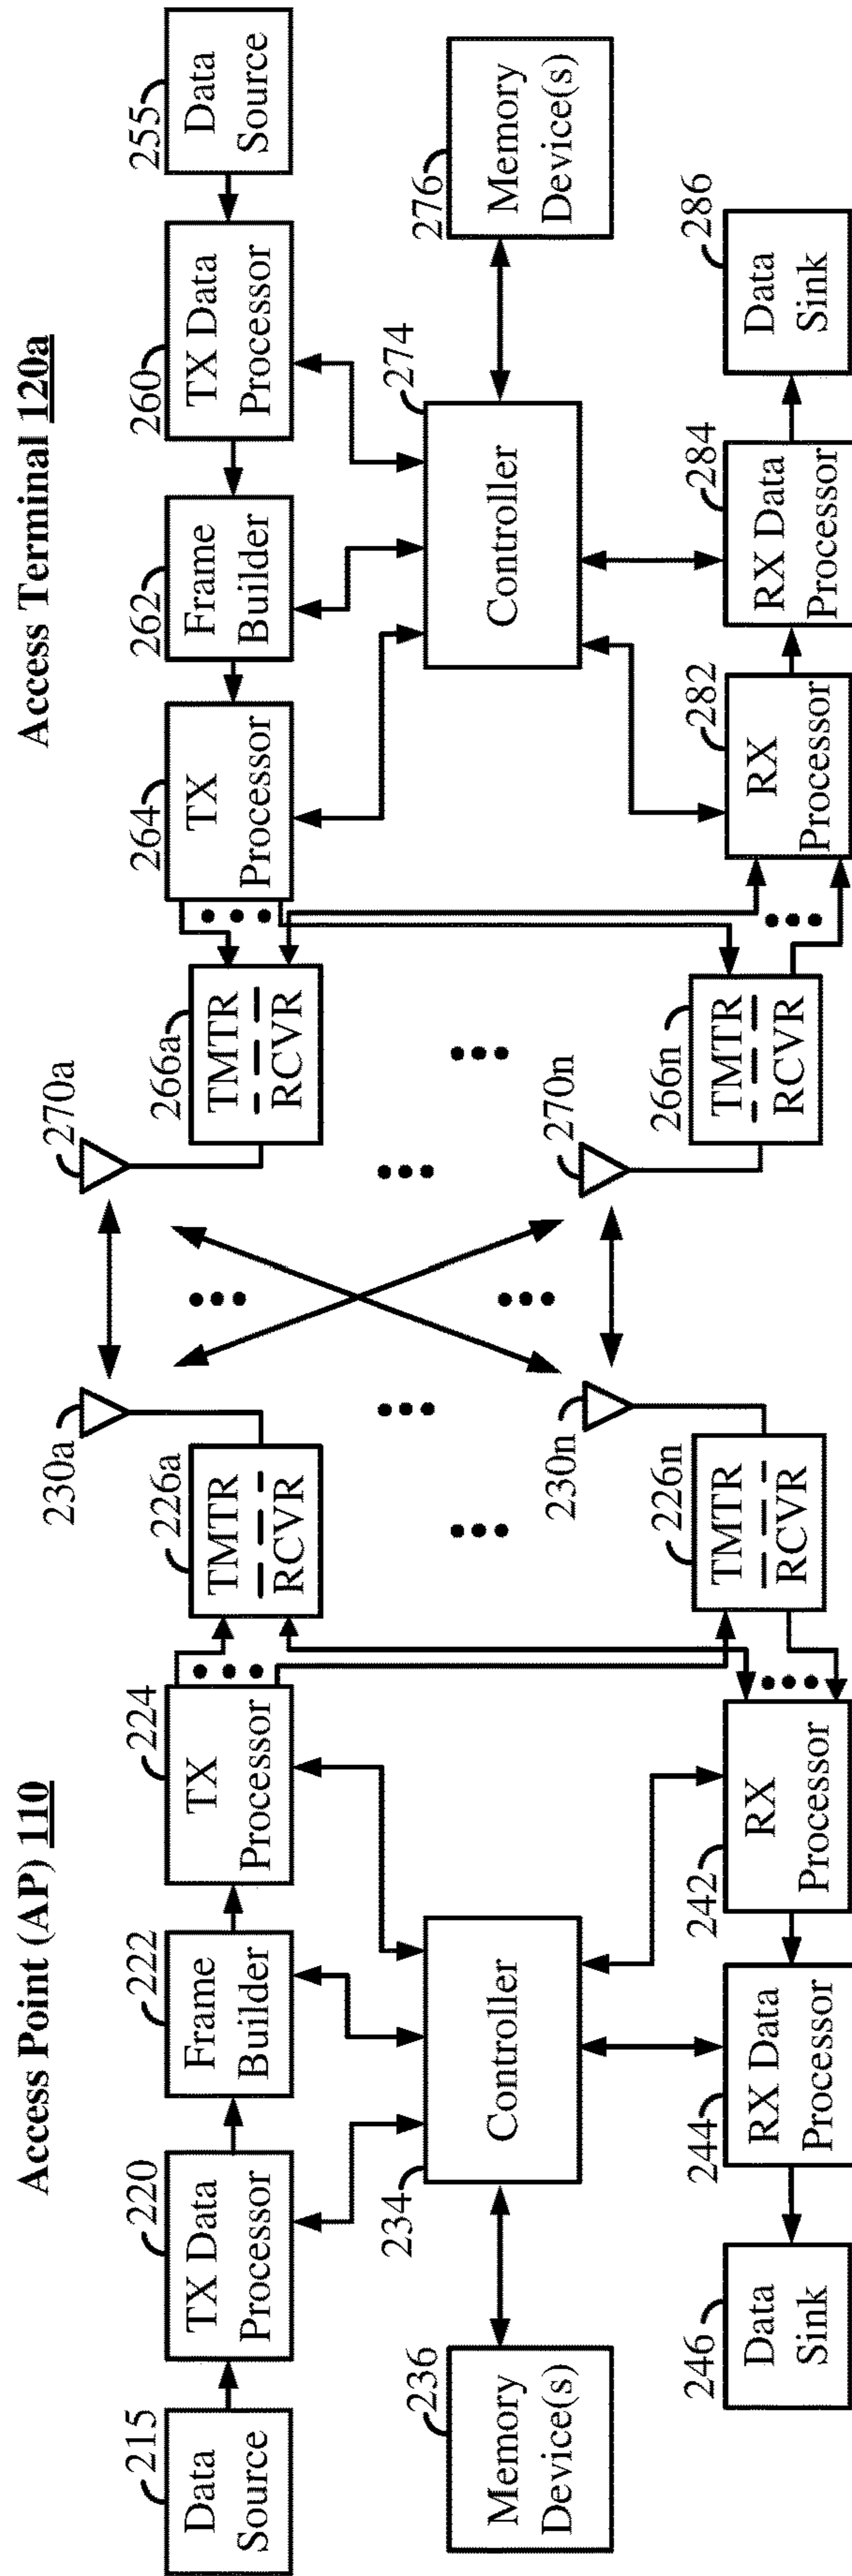 Access Point (AP) 110
215
Data
Source
220
TX Data
Processor
222
Frame
Builder
224
TX
Processor
226a
TMTR
RCVR
230a
236
Memory
Device(s)
234
Controller
226n
TMTR
RCVR
230n
246
Data
Sink
244
RX Data
Processor
242
RX
Processor
Access Terminal 120a
270a
266a
TMTR
RCVR
264
TX
Processor
262
Frame
Builder
260
TX Data
Processor
255
Data
Source
270n
266n
TMTR
RCVR
274
Controller
276
Memory
Device(s)
282
RX
Processor
284
RX Data
Processor
286
Data
Sink